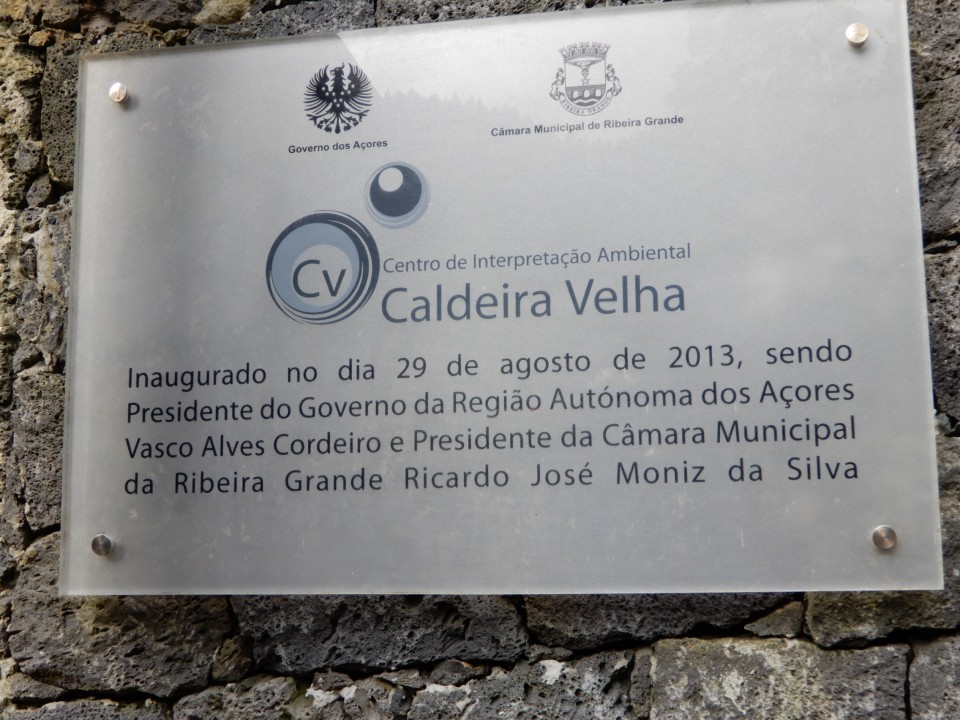 Governo dos Açores
Câmara Municipal de Ribeira Grande
Cv
Centro de Interpretação Ambiental
Caldeira Velha
Inaugurado no dia 29 de agosto de 2013, sendo
Presidente do Governo da Região Autónoma dos Açores
Vasco Alves Cordeiro e Presidente da Câmara Municipal
da Ribeira Grande Ricardo José Moniz da Silva